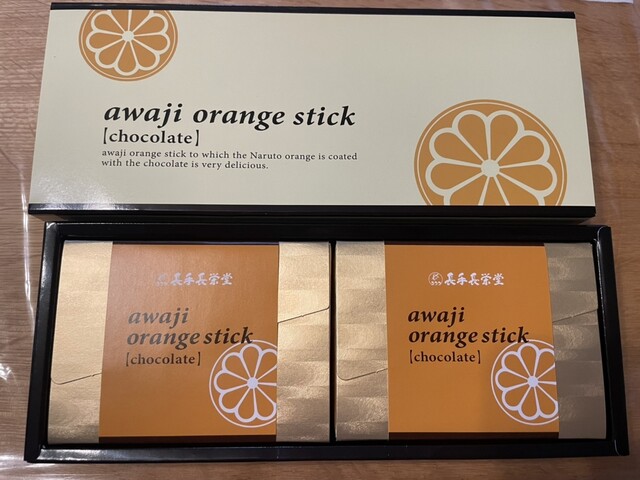 awaji orange stick
【chocolate】
awaji orange stick to which the Naruto orange is coated
with the chocolate is very delicious.
長手長栄堂
awaji
orange stick
【chocolate】
長手長栄堂
awaji
orange stick
【chocolate】